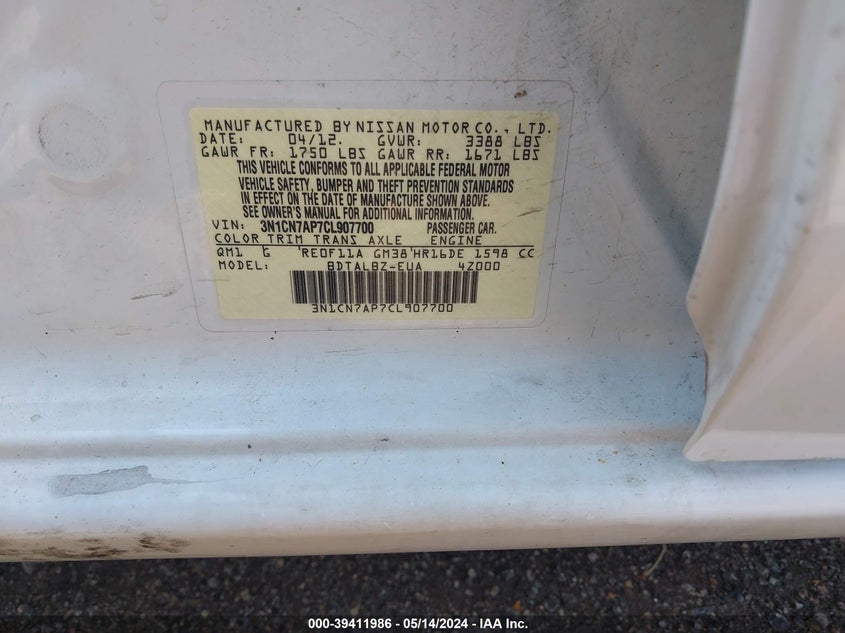 MANUFACTURED BY NISSAN MOTOR CO., LTD.
DATE: 04/12. GVWR: 3388 LBS
GAWR FR: 1750 LBS GAWR RR: 1671 LBS
THIS VEHICLE CONFORMS TO ALL APPLICABLE FEDERAL MOTOR
VEHICLE SAFETY, BUMPER AND THEFT PREVENTION STANDARDS
IN EFFECT ON THE DATE OF MANUFACTURE SHOWN ABOVE.
SEE OWNER'S MANUAL FOR ADDITIONAL INFORMATION.
VIN: 3N1CN7AP7CL907700 PASSENGER CAR.
COLOR TRIM TRANS AXLE ENGINE
QM1 G RE0F11A GM38 HR16DE 1598 CC
MODEL: BDTALBZ-EUA 4Z000
3N1CN7AP7CL907700
000-39411986 / 05/14/2024 - IAA Inc.